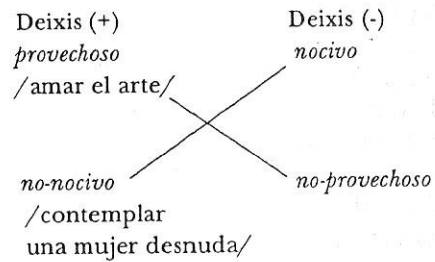 Deixis (+) Deixis (-)
provechoso nocivo
/amar el arte/
no-nocivo no-provechoso
/contemplar
una mujer desnuda/